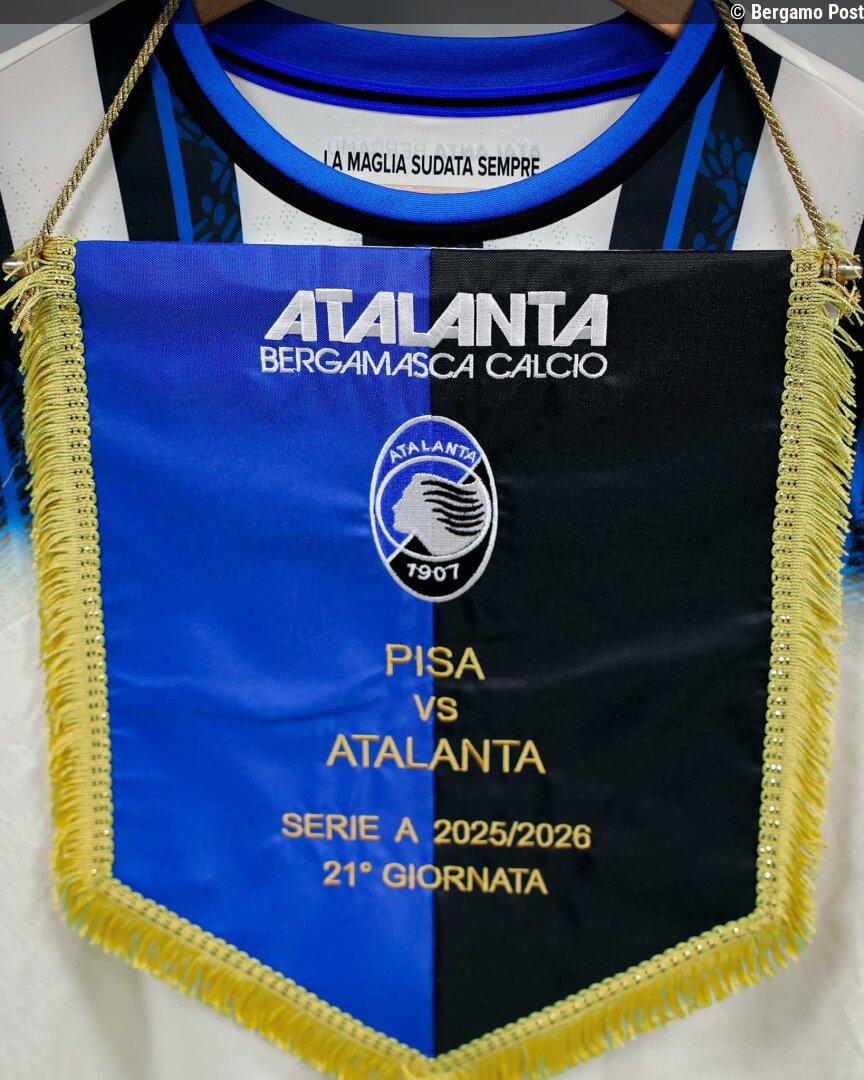 © Bergamo Post
LA MAGLIA SUDATA SEMPRE
ATALANTA
BERGAMASCA CALCIO
ATALANTA
1907
PISA
VS
ATALANTA
SERIE A 2025/2026
21° GIORNATA